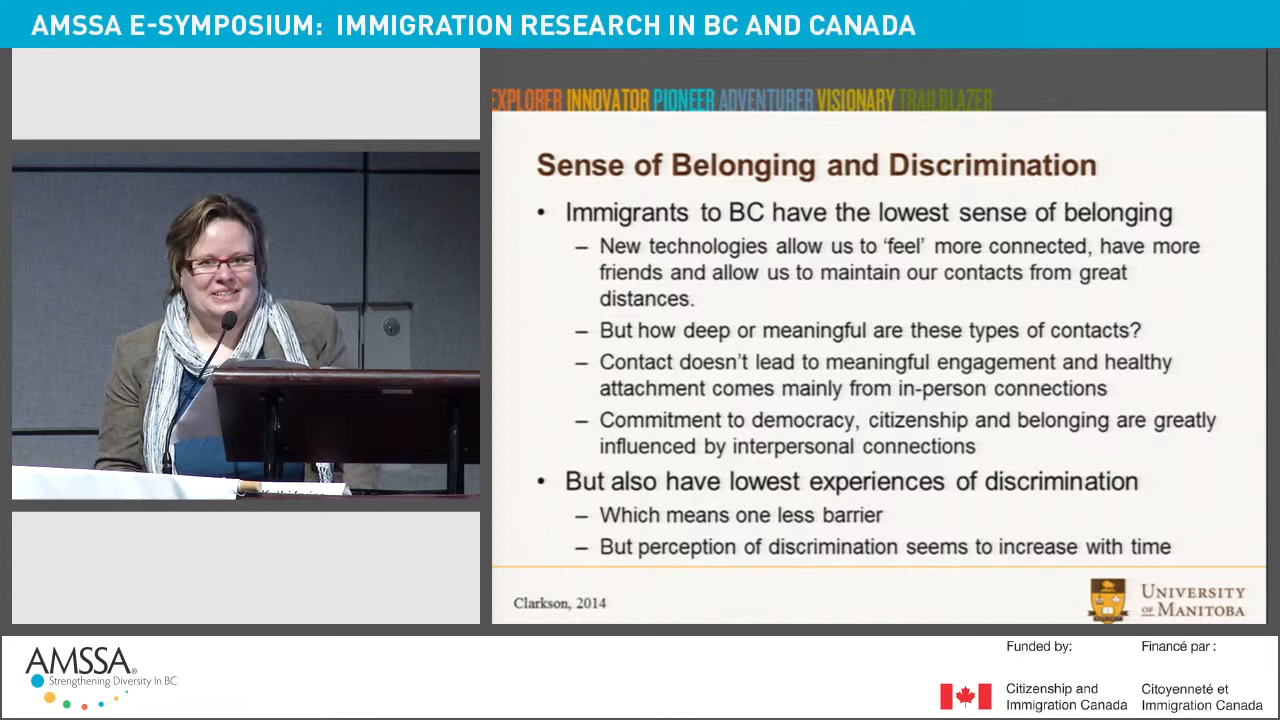 AMSSA E-SYMPOSIUM: IMMIGRATION RESEARCH IN BC AND CANADA
EXPLORER INNOVATOR PIONEER ADVENTURER VISIONARY TRAILBLAZER
Sense of Belonging and Discrimination
• Immigrants to BC have the lowest sense of belonging
– New technologies allow us to ‘feel’ more connected, have more
friends and allow us to maintain our contacts from great
distances.
– But how deep or meaningful are these types of contacts?
– Contact doesn’t lead to meaningful engagement and healthy
attachment comes mainly from in-person connections
– Commitment to democracy, citizenship and belonging are greatly
influenced by interpersonal connections
• But also have lowest experiences of discrimination
– Which means one less barrier
– But perception of discrimination seems to increase with time
Clarkson, 2014
UNIVERSITY
OF MANITOBA
AMSSA®
Strengthening Diversity In BC
Funded by:
Citizenship and
Immigration Canada
Financé par :
Citoyenneté et
Immigration Canada